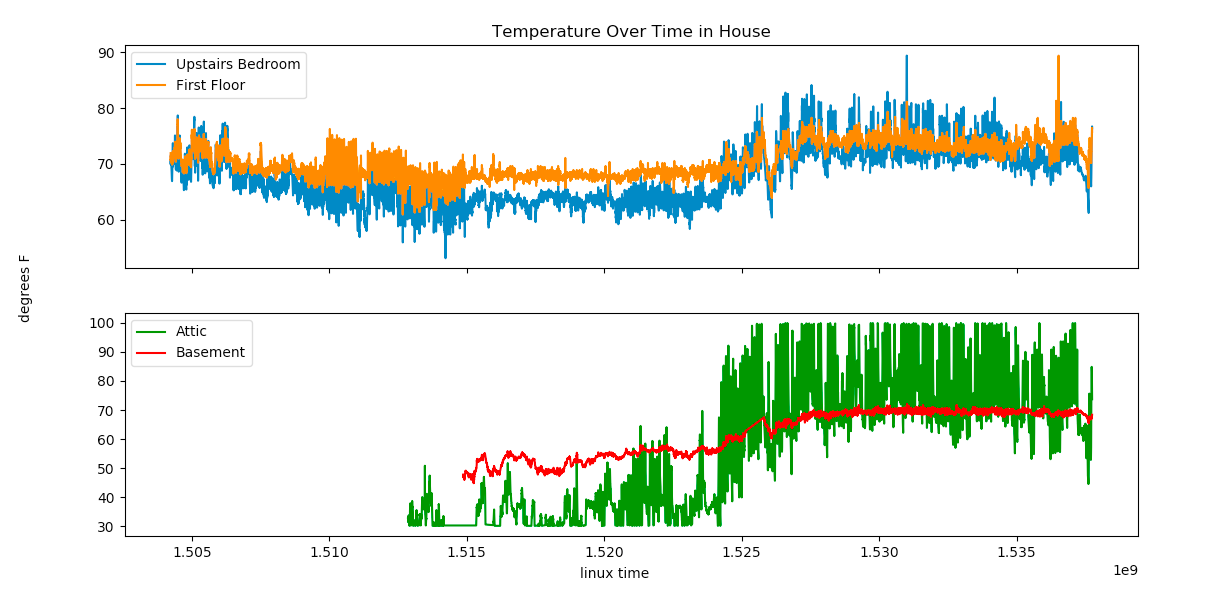 Temperature Over Time in House
90
80
70
60
Upstairs Bedroom
First Floor
degrees F
100
90
80
70
60
50
40
30
Attic
Basement
1.505 1.510 1.515 1.520 1.525 1.530 1.535
linux time
1e9